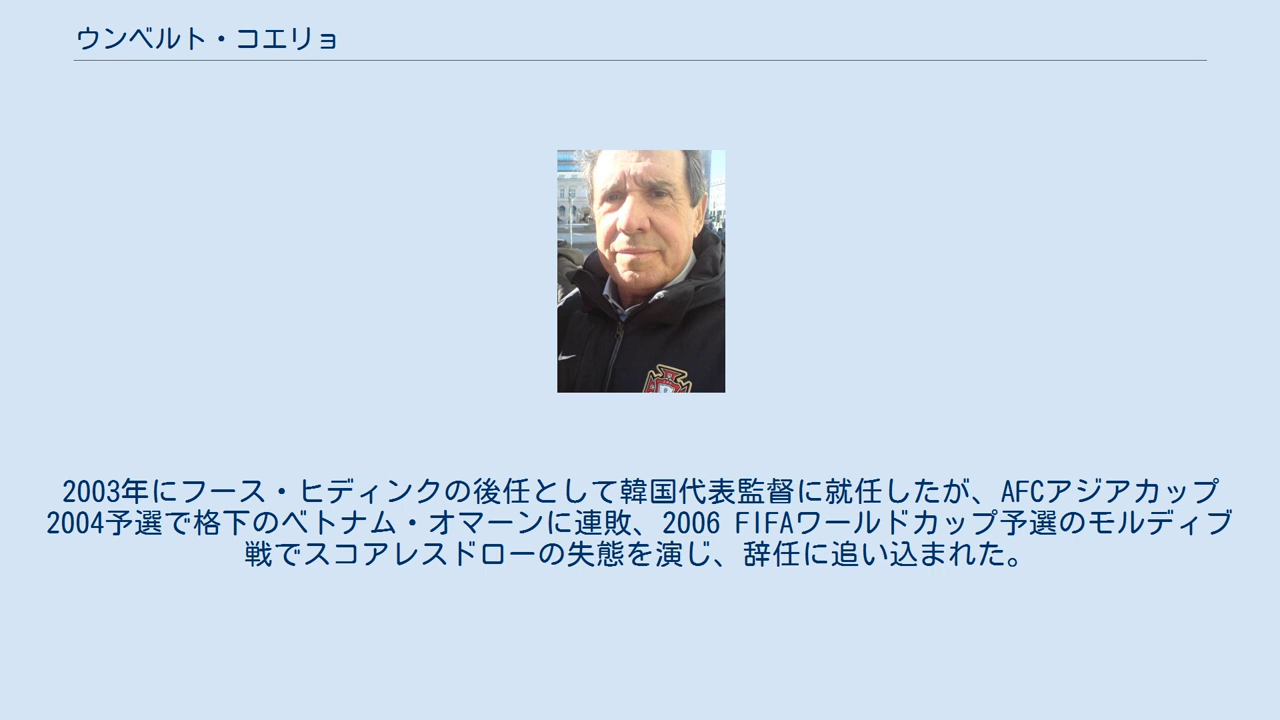 ウンベルト・コエリョ
2003年にフース・ヒディンクの後任として韓国代表監督に就任したが、AFCアジアカップ
2004予選で格下のベトナム・オマーンに連敗、2006 FIFAワールドカップ予選のモルディブ
戦でスコアレスドローの失態を演じ、辞任に追い込まれた。